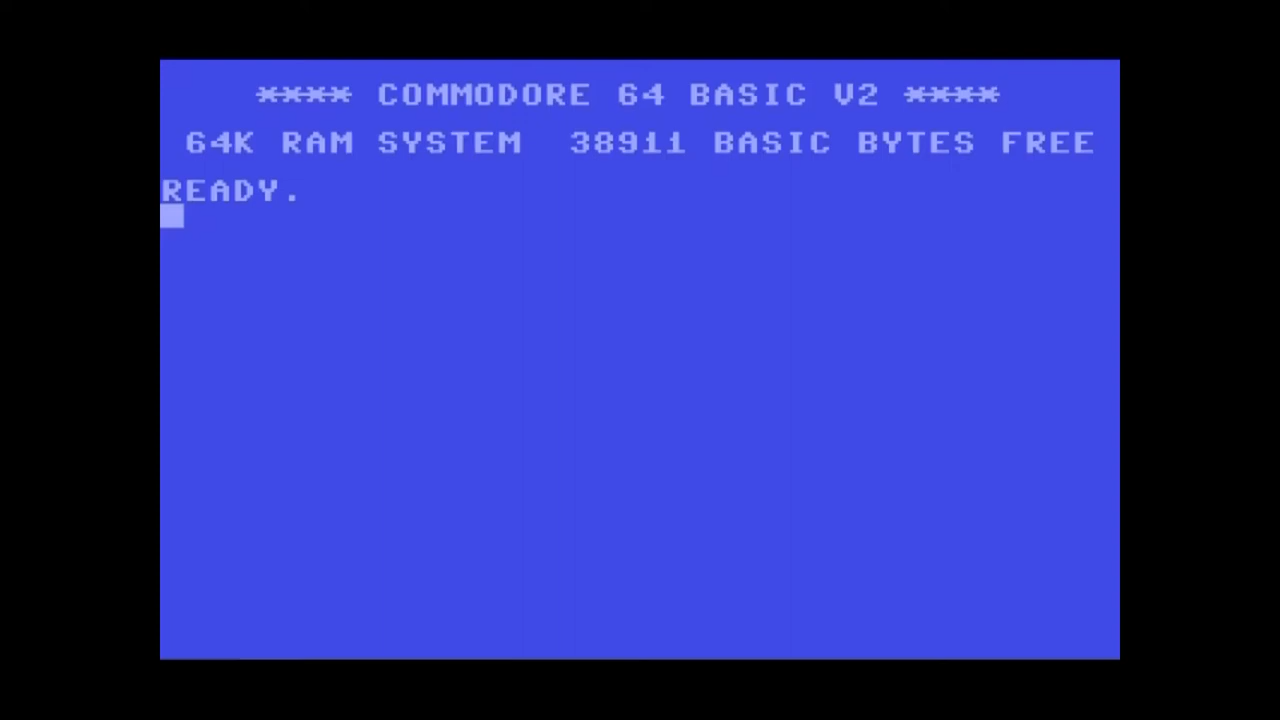 **** COMMODORE 64 BASIC V2 ****
64K RAM SYSTEM  38911 BASIC BYTES FREE
READY.